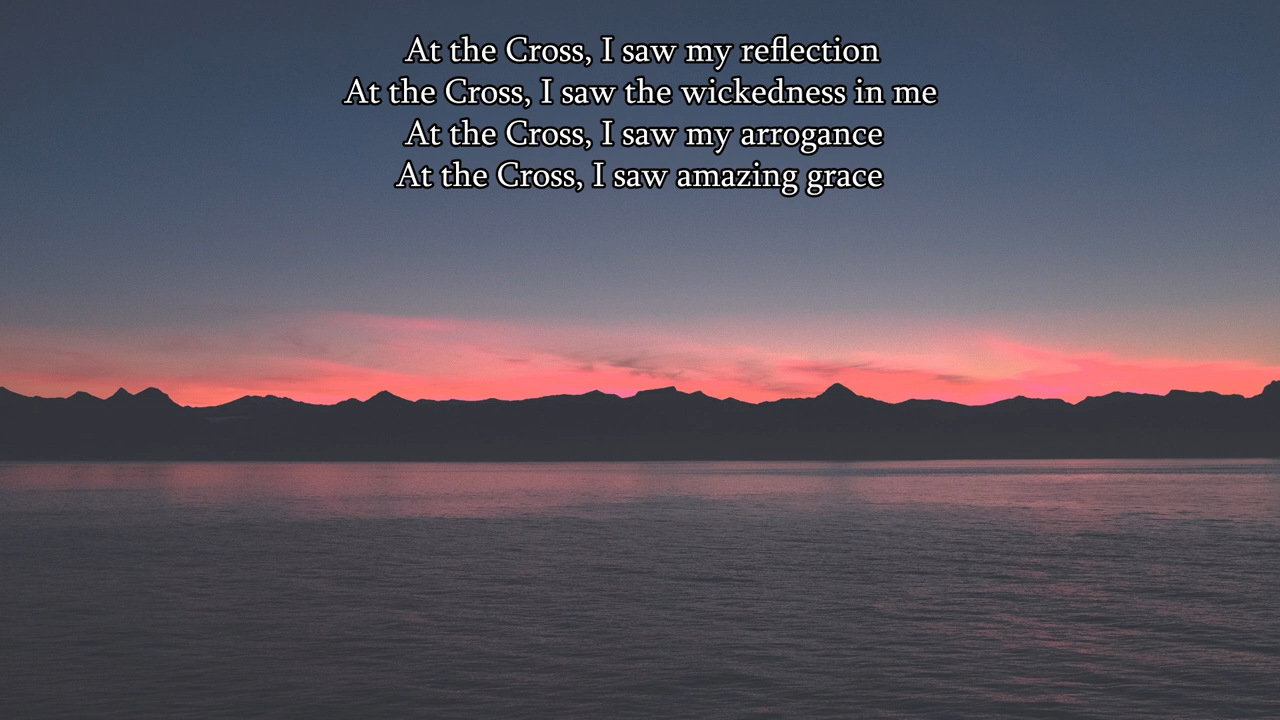 At the Cross, I saw my reflection
At the Cross, I saw the wickedness in me
At the Cross, I saw my arrogance
At the Cross, I saw amazing grace